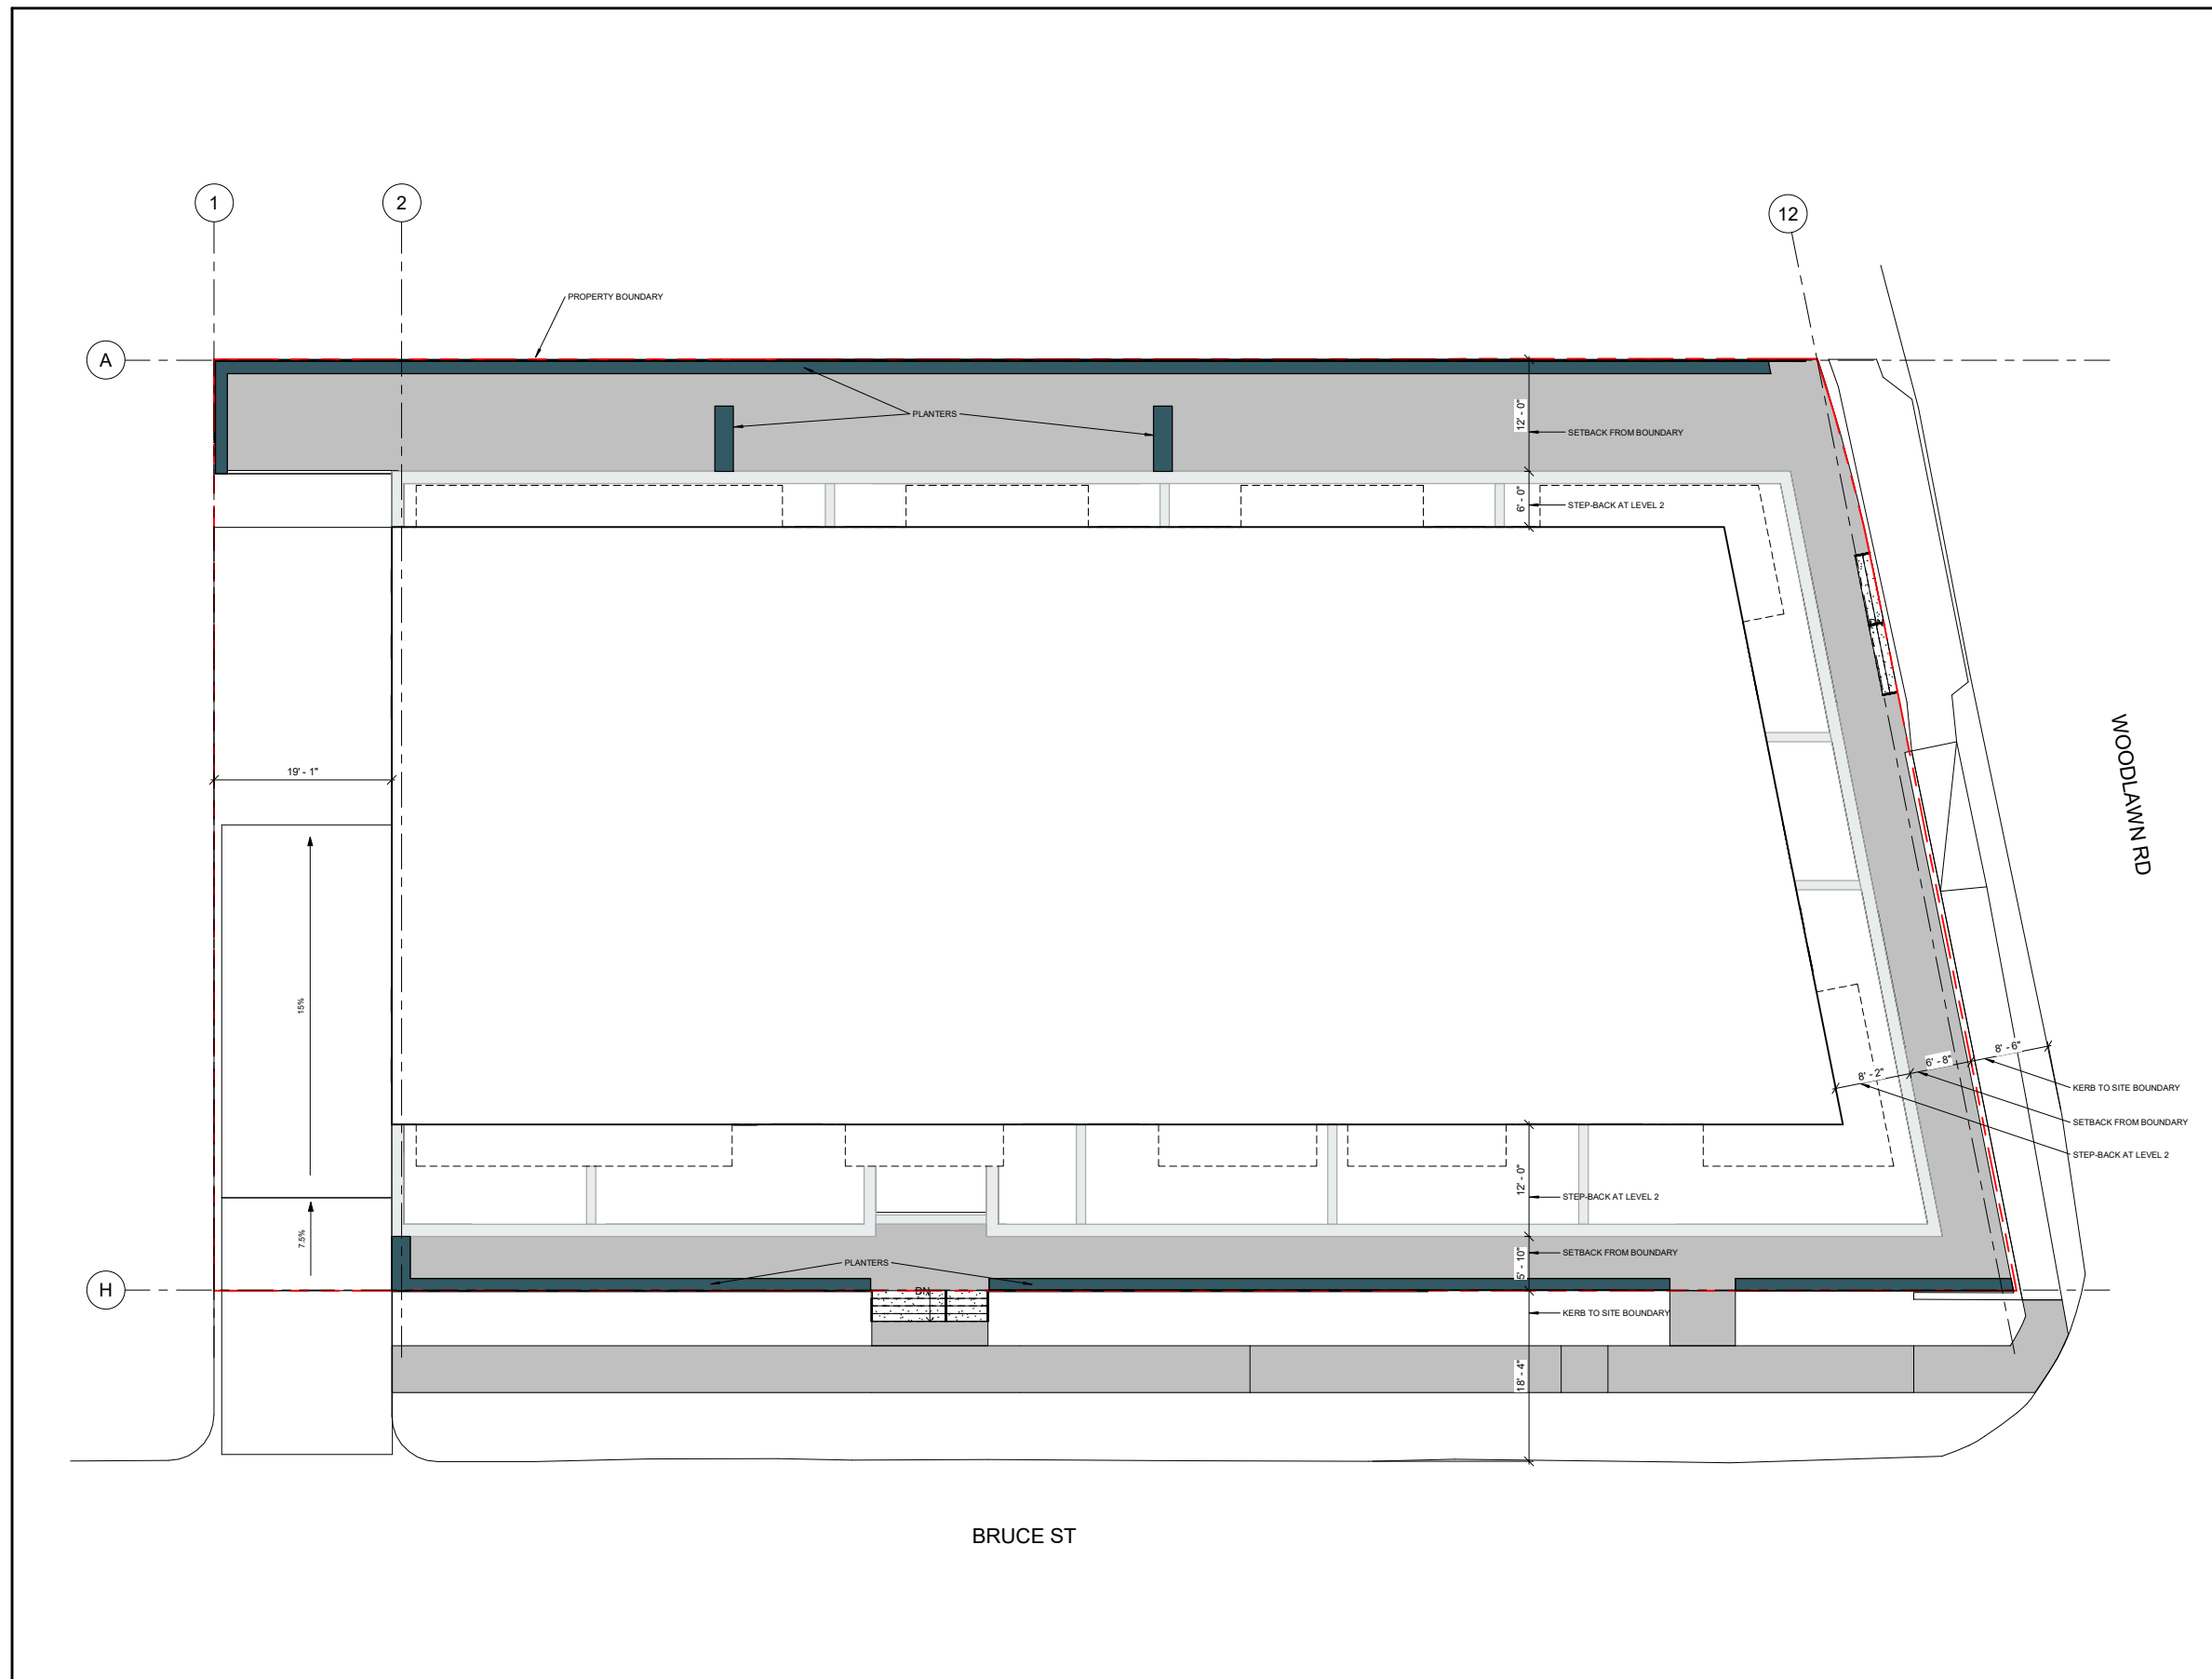 1
2
12
PROPERTY BOUNDARY
A
PLANTERS
12' - 0"
SETBACK FROM BOUNDARY
6' - 0"
STEP-BACK AT LEVEL 2
WOODLAWN RD
19' - 1"
15%
8' - 6"
6' - 8"
8' - 2"
KERB TO SITE BOUNDARY
SETBACK FROM BOUNDARY
STEP-BACK AT LEVEL 2
12' - 0"
STEP-BACK AT LEVEL 2
7.5%
5' - 10"
SETBACK FROM BOUNDARY
PLANTERS
H
DN
KERB TO SITE BOUNDARY
18' - 4"
BRUCE ST